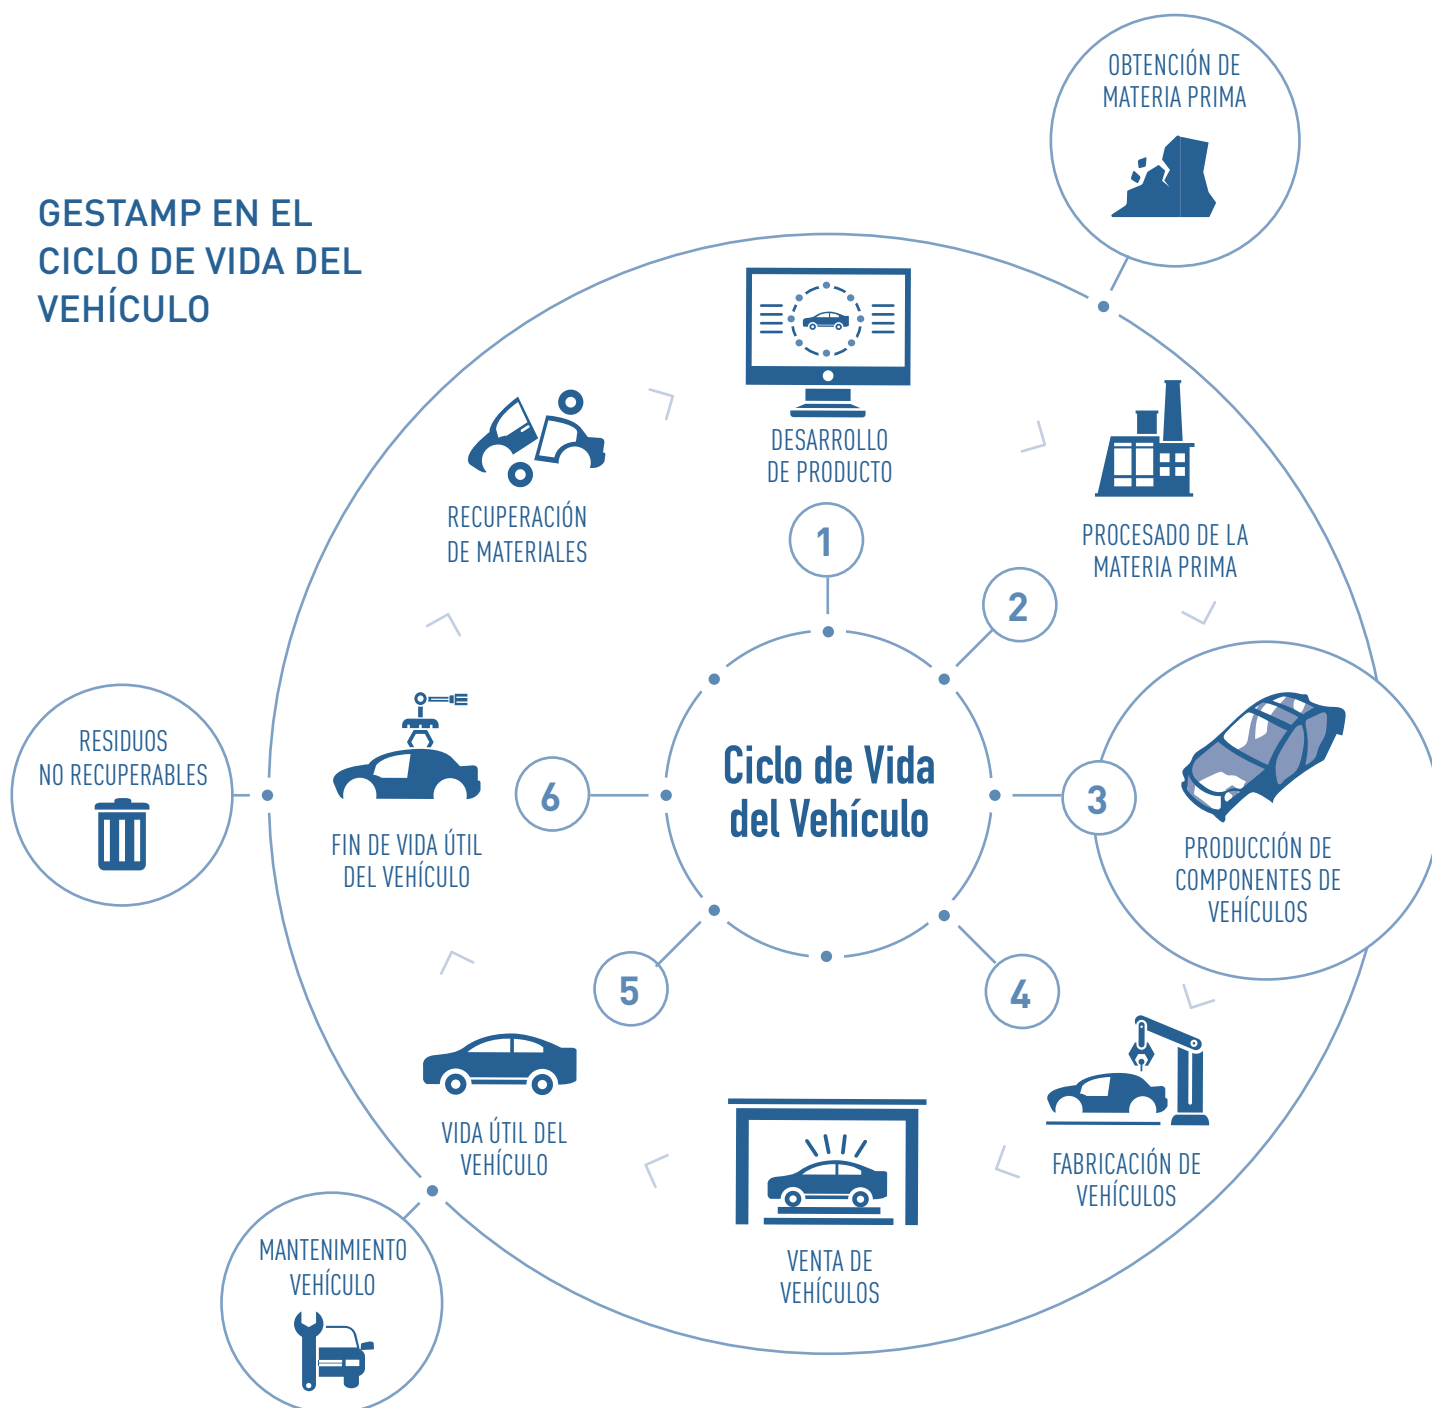 GESTAMP EN EL
CICLO DE VIDA DEL
VEHÍCULO
OBTENCIÓN DE
MATERIA PRIMA
DESARROLLO
DE PRODUCTO
1
PROCESADO DE LA
MATERIA PRIMA
2
PRODUCCIÓN DE
COMPONENTES DE
VEHÍCULOS
3
FABRICACIÓN DE
VEHÍCULOS
4
VENTA DE
VEHÍCULOS
VIDA ÚTIL DEL
VEHÍCULO
5
MANTENIMIENTO
VEHÍCULO
FIN DE VIDA ÚTIL
DEL VEHÍCULO
6
RESIDUOS
NO RECUPERABLES
RECUPERACIÓN
DE MATERIALES
Ciclo de Vida
del Vehículo